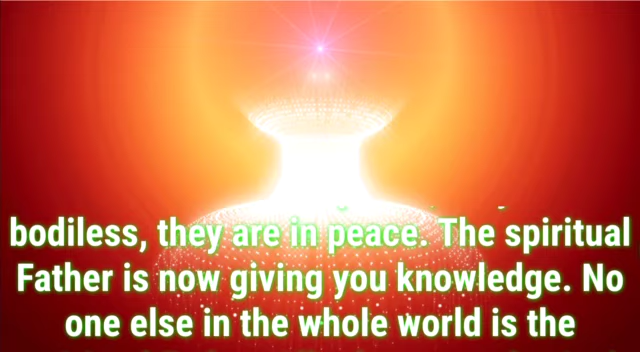 bodiless, they are in peace. The spiritual
Father is now giving you knowledge. No
one else in the whole world is the